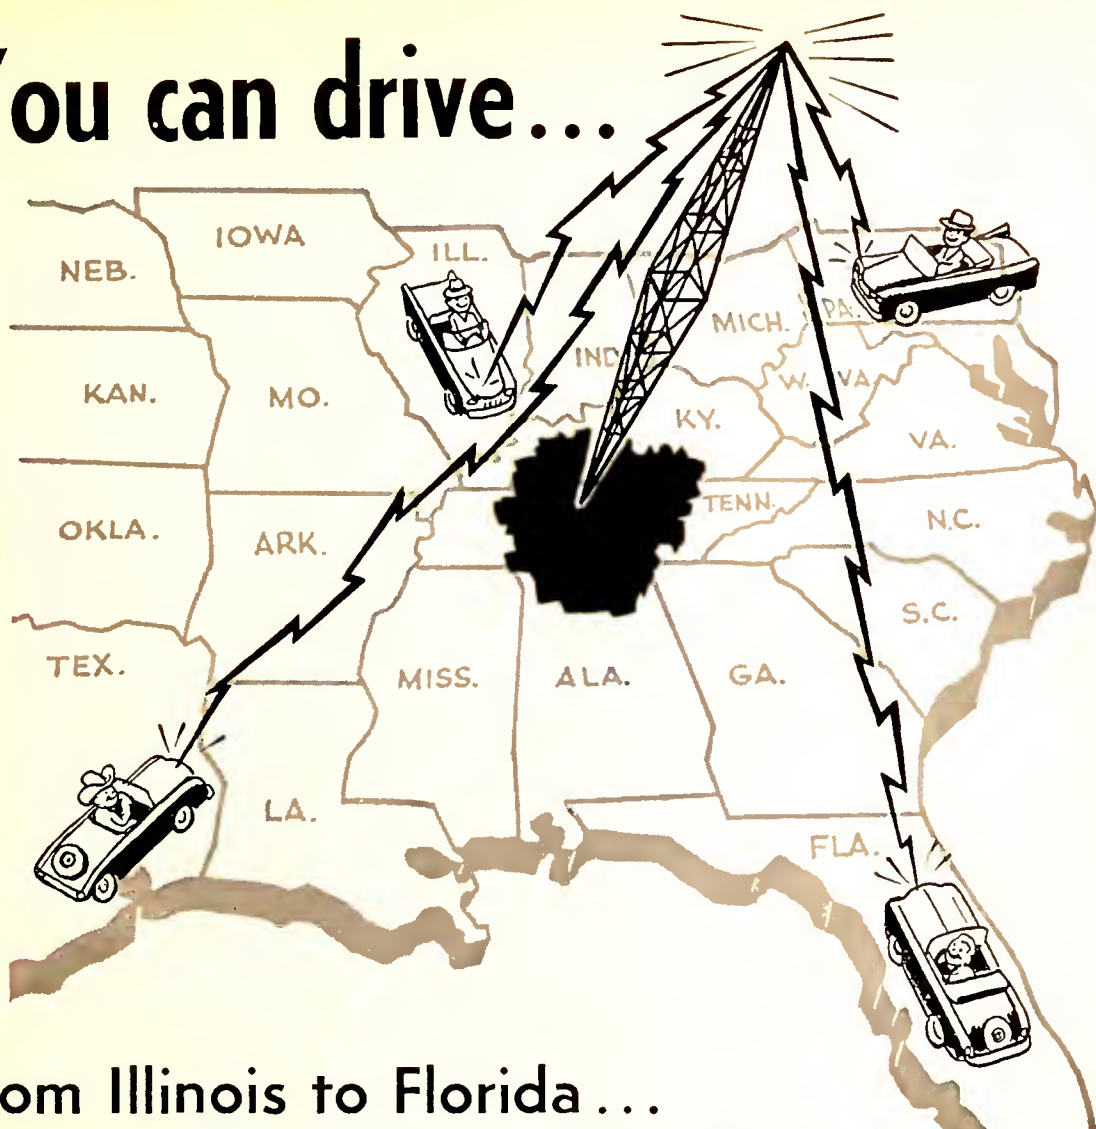 ou can drive...
IOWA
ILL.
NEB.
MICH.
PA.
IND
KAN.
MO.
W. VA.
KY.
VA.
TENN.
OKLA.
ARK.
N.C.
S.C.
TEX.
MISS.
ALA.
GA.
LA.
FLA.
om Illinois to Florida...